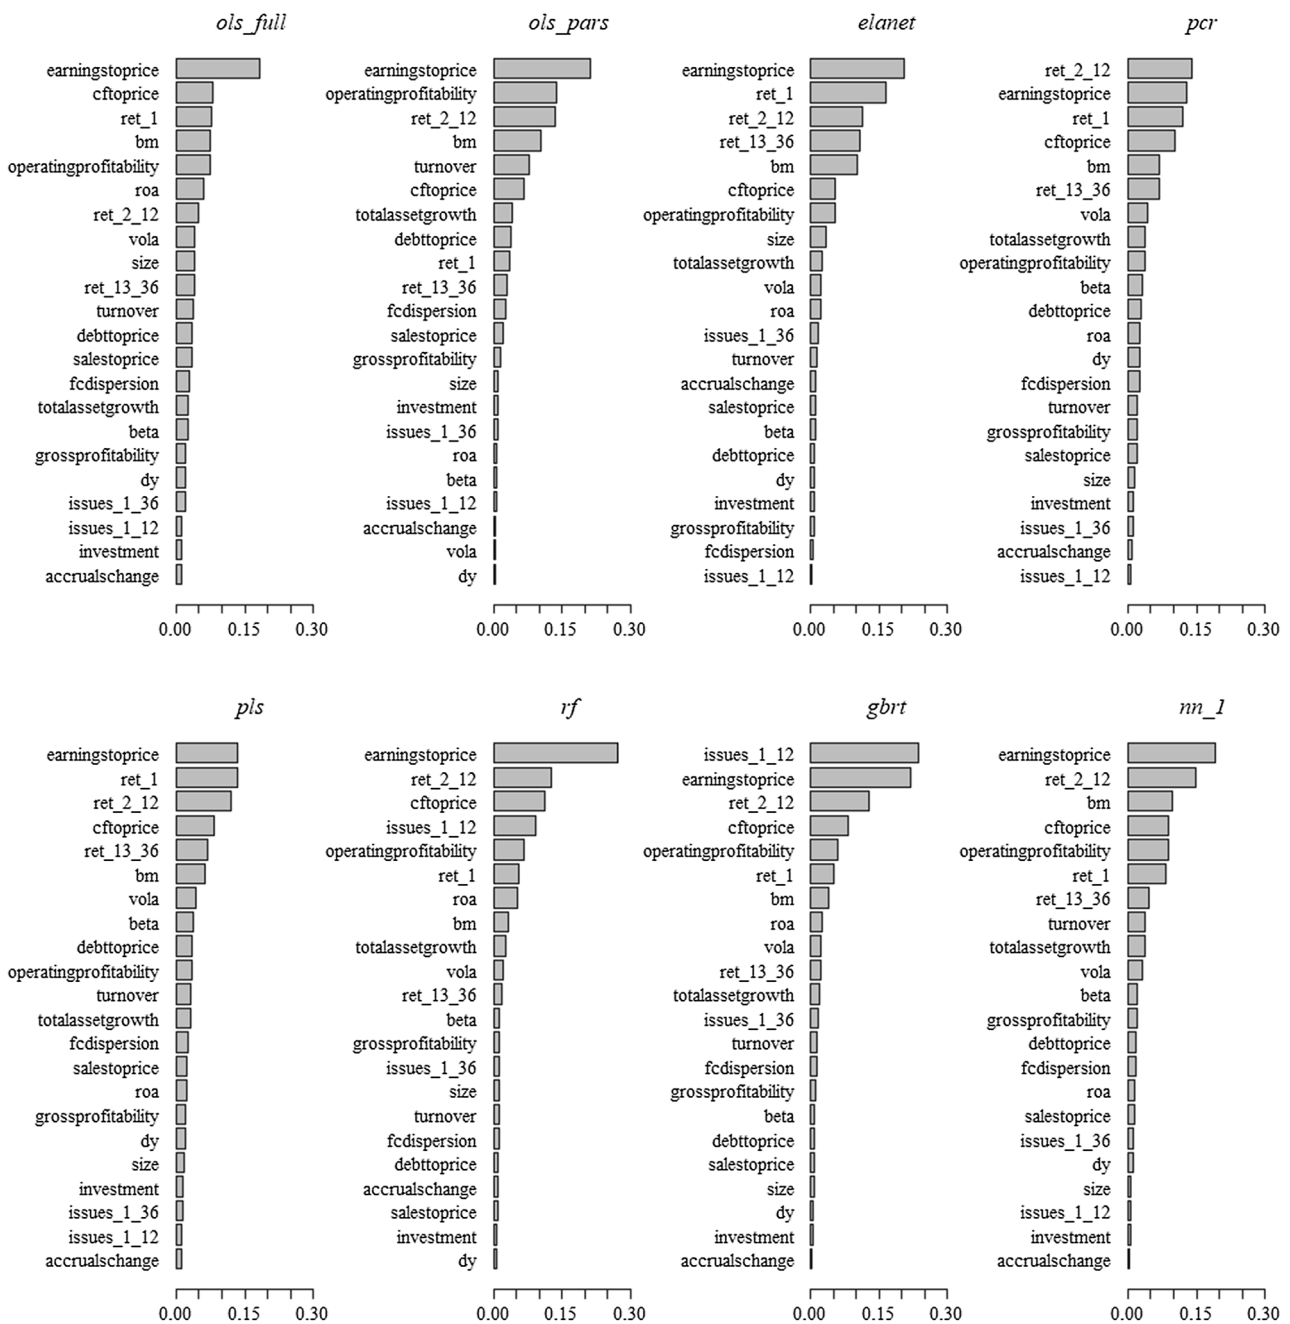 ols_full
earningstoprice
cftoprice
ret_1
bm
operatingprofitability
roa
ret_2_12
vola
size
ret_13_36
turnover
debttoprice
salestoprice
fcdispersion
totalassetgrowth
beta
grossprofitability
dy
issues_1_36
issues_1_12
investment
accrualschange
0.00 0.15 0.30
ols_pars
earningstoprice
operatingprofitability
ret_2_12
bm
turnover
cftoprice
totalassetgrowth
debttoprice
ret_1
ret_13_36
fcdispersion
salestoprice
grossprofitability
size
investment
issues_1_36
roa
beta
issues_1_12
accrualschange
vola
dy
0.00 0.15 0.30
elanet
earningstoprice
ret_1
ret_2_12
ret_13_36
bm
cftoprice
operatingprofitability
size
totalassetgrowth
vola
roa
issues_1_36
turnover
accrualschange
salestoprice
beta
debttoprice
dy
investment
grossprofitability
fcdispersion
issues_1_12
0.00 0.15 0.30
pcr
ret_2_12
earningstoprice
ret_1
cftoprice
bm
ret_13_36
vola
totalassetgrowth
operatingprofitability
beta
debttoprice
roa
dy
fcdispersion
turnover
grossprofitability
salestoprice
size
investment
issues_1_36
accrualschange
issues_1_12
0.00 0.15 0.30
pls
earningstoprice
ret_1
ret_2_12
cftoprice
ret_13_36
bm
vola
beta
debttoprice
operatingprofitability
turnover
totalassetgrowth
fcdispersion
salestoprice
roa
grossprofitability
dy
size
investment
issues_1_36
issues_1_12
accrualschange
0.00 0.15 0.30
rf
earningstoprice
ret_2_12
cftoprice
issues_1_12
operatingprofitability
ret_1
roa
bm
totalassetgrowth
vola
ret_13_36
beta
grossprofitability
issues_1_36
size
turnover
fcdispersion
debttoprice
accrualschange
salestoprice
investment
dy
0.00 0.15 0.30
gbrt
issues_1_12
earningstoprice
ret_2_12
cftoprice
operatingprofitability
ret_1
bm
roa
vola
ret_13_36
totalassetgrowth
issues_1_36
turnover
fcdispersion
grossprofitability
beta
debttoprice
salestoprice
size
dy
investment
accrualschange
0.00 0.15 0.30
nn_1
earningstoprice
ret_2_12
bm
cftoprice
operatingprofitability
ret_1
ret_13_36
turnover
totalassetgrowth
vola
beta
grossprofitability
debttoprice
fcdispersion
roa
salestoprice
issues_1_36
dy
size
issues_1_12
investment
accrualschange
0.00 0.15 0.30